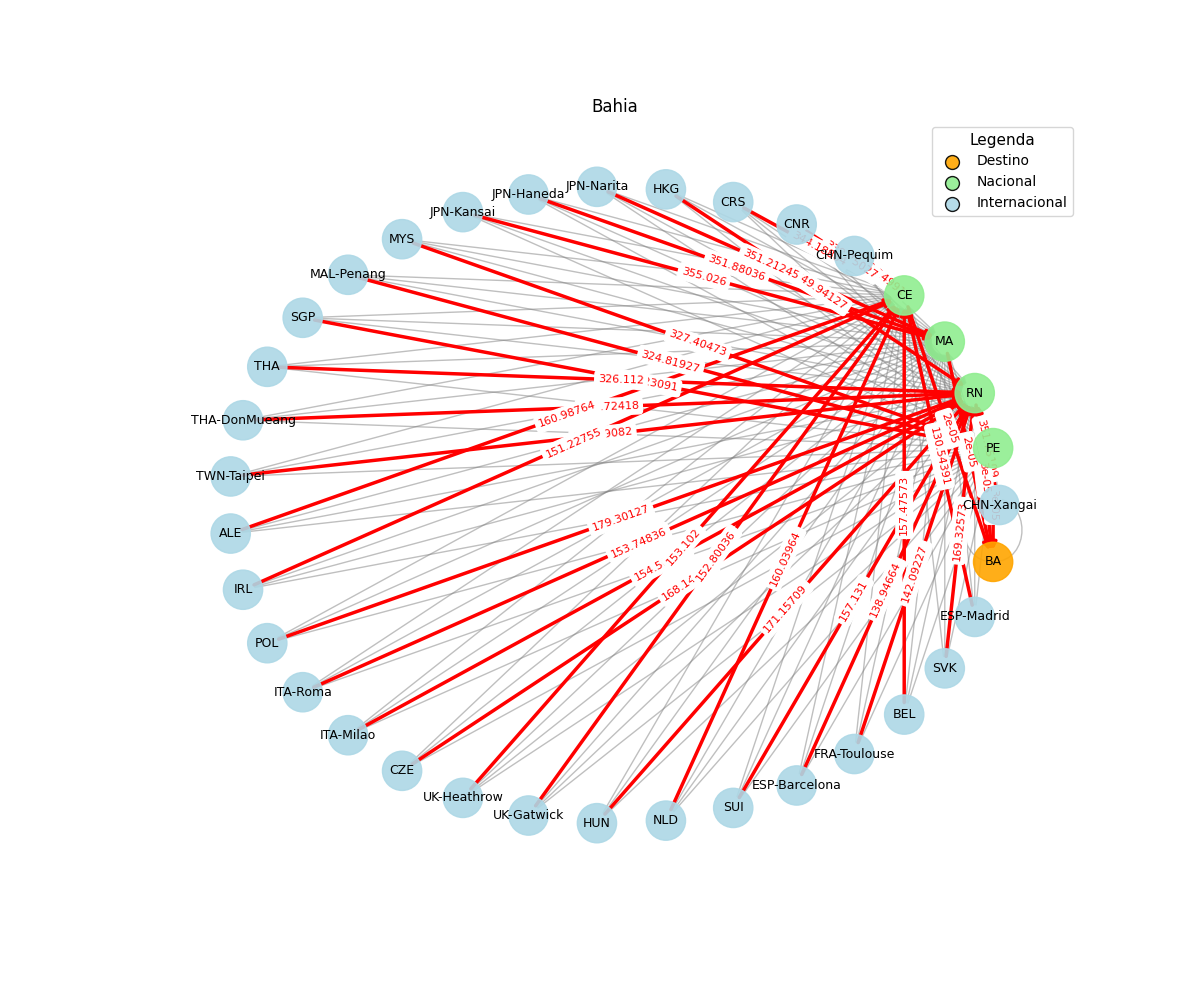 Bahia
Legenda
Destino
Nacional
Internacional
JPN-Narita
HKG
JPN-Haneda
CRS
JPN-Kansai
CNR
MYS
CHN-Pequim
351.21245
351.88036
355.026
49.94127
MAL-Penang
CE
SGP
327.40473
MA
324.81927
THA
326.112
3091
RN
THA-DonMueang
160.98764
.72418
2e-05
130.54391
151.22755
9082
2e-05
PE
TWN-Taipei
CHN-Xangai
157.47573
179.30127
169.32573
ALE
153.74836
153.102
152.80036
160.03964
BA
IRL
154.5
168.14
157.131
138.94664
142.09227
171.15709
ESP-Madrid
POL
SVK
ITA-Roma
BEL
ITA-Milao
FRA-Toulouse
CZE
ESP-Barcelona
UK-Heathrow
SUI
UK-Gatwick
NLD
HUN